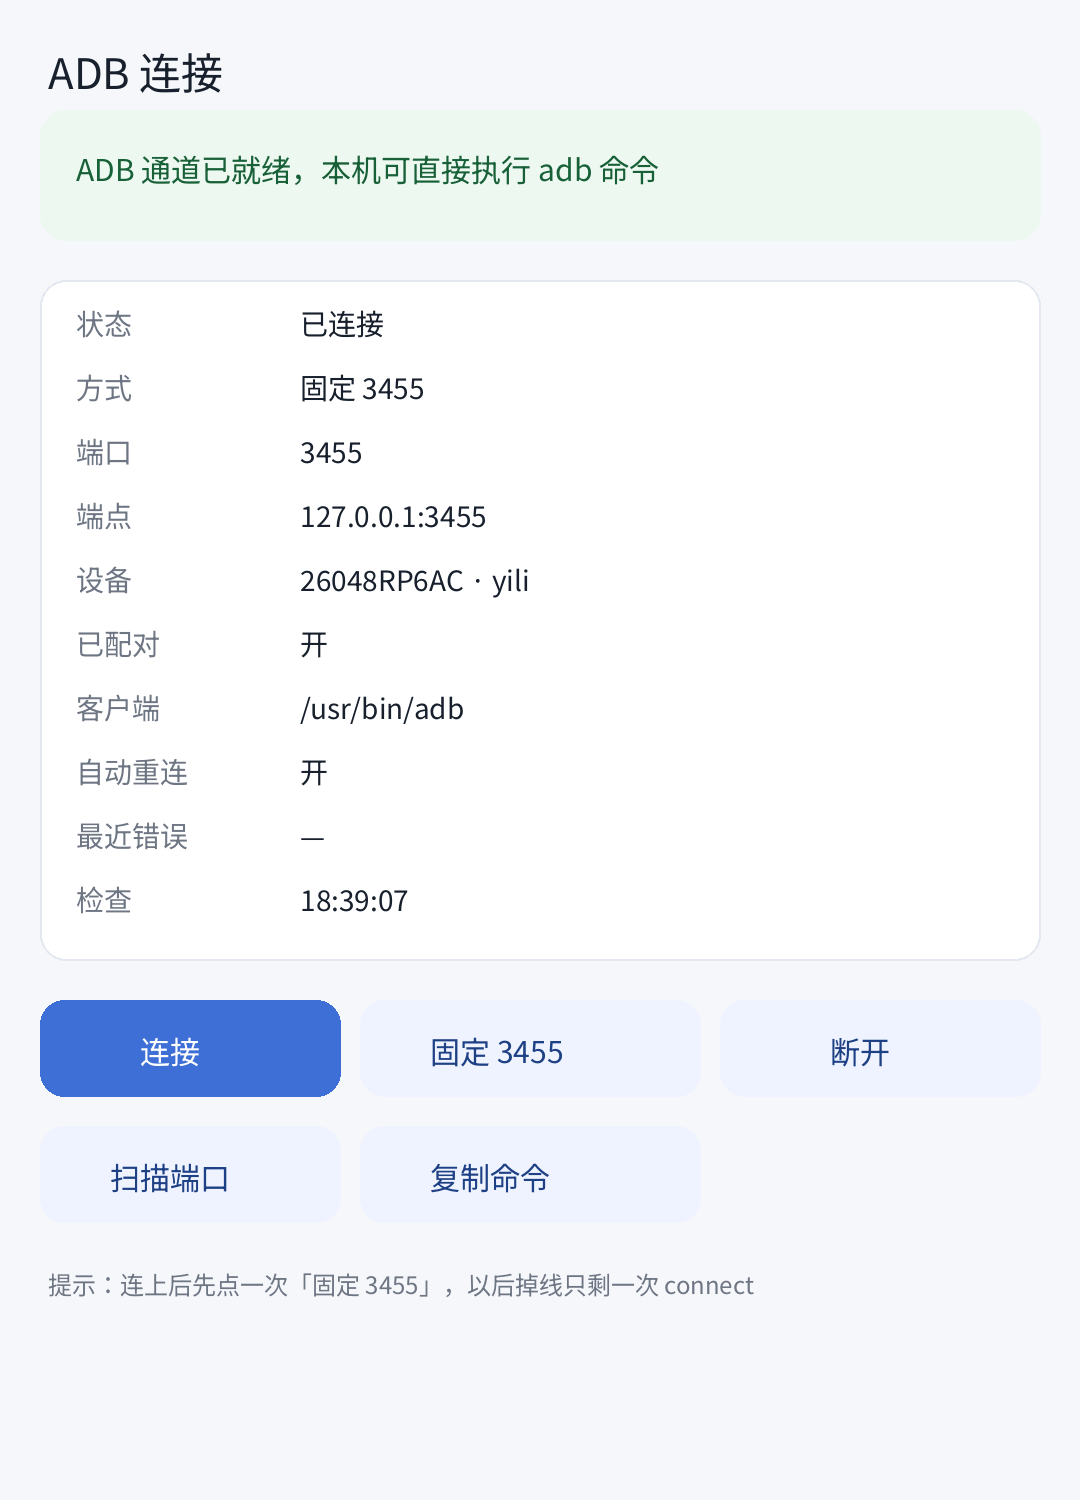 ADB 连接
ADB 通道已就绪，本机可直接执行 adb 命令
状态 已连接
方式 固定 3455
端口 3455
端点 127.0.0.1:3455
设备 26048RP6AC · yili
已配对 开
客户端 /usr/bin/adb
自动重连 开
最近错误 —
检查 18:39:07
连接 固定 3455 断开
扫描端口 复制命令
提示：连上后先点一次「固定 3455」，以后掉线只剩一次 connect